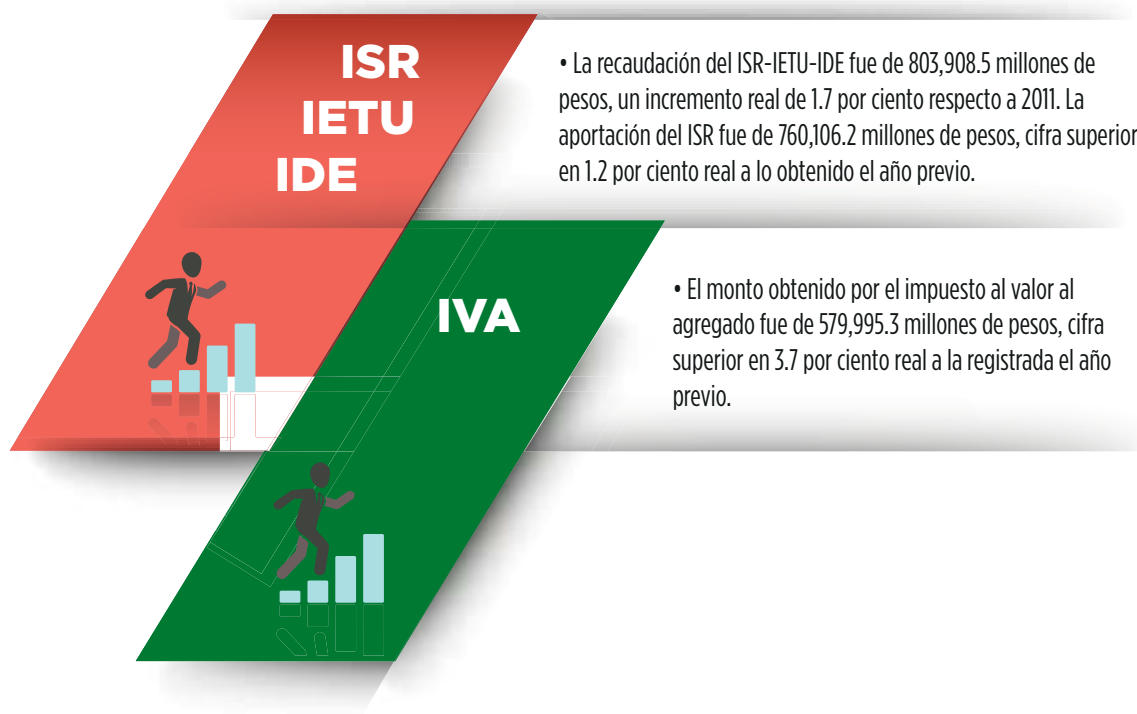 ISR
IETU
IDE
• La recaudación del ISR-IETU-IDE fue de 803,908.5 millones de
pesos, un incremento real de 1.7 por ciento respecto a 2011. La
aportación del ISR fue de 760,106.2 millones de pesos, cifra superior
en 1.2 por ciento real a lo obtenido el año previo.
IVA
• El monto obtenido por el impuesto al valor al
agregado fue de 579,995.3 millones de pesos, cifra
superior en 3.7 por ciento real a la registrada el año
previo.